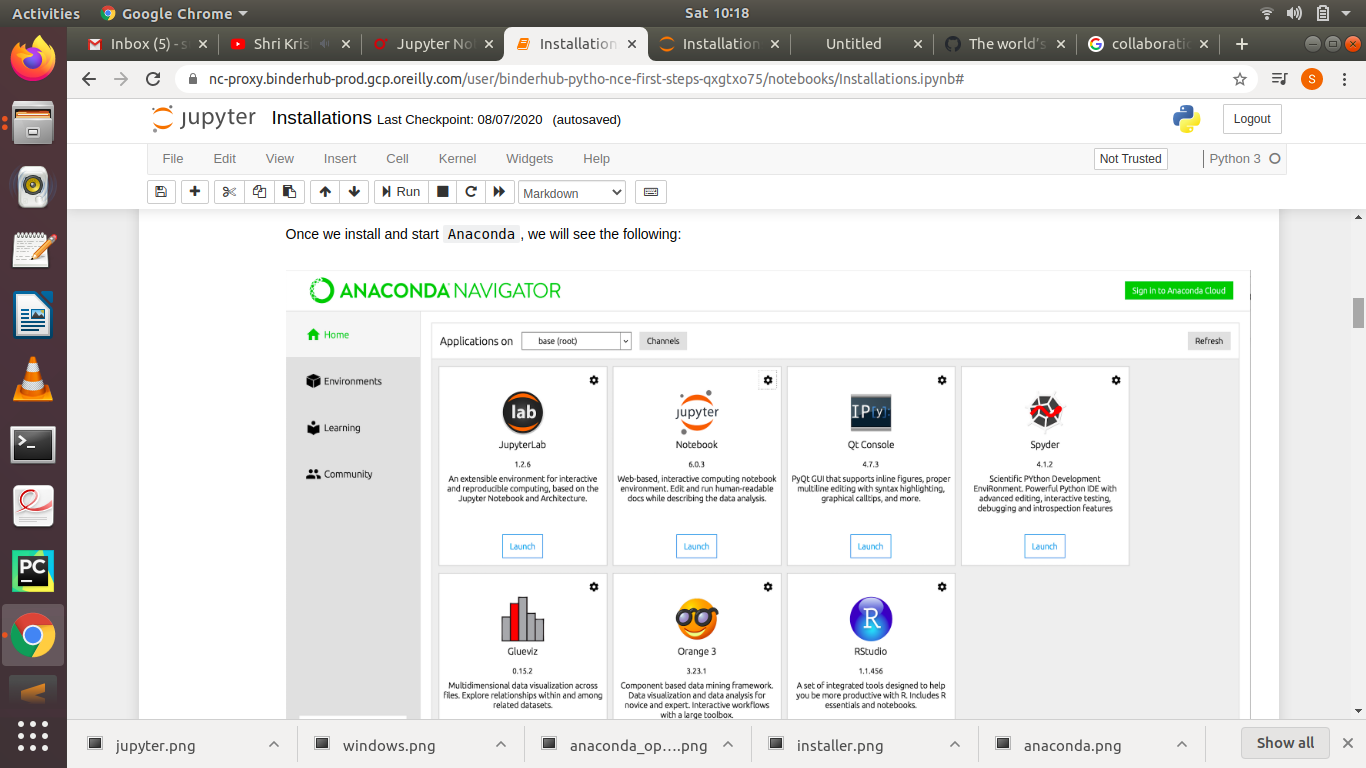 Activities Google Chrome Sat 10:18
Inbox (5) - s Shri Kris Jupyter No Installation Installation Untitled The world's collaboratic
nc-proxy.binderhub-prod.gcp.oreilly.com/user/binderhub-pytho-nce-first-steps-qxgtxo75/notebooks/Installations.ipynb# S
jupyter Installations Last Checkpoint: 08/07/2020 (autosaved) Logout
File Edit View Insert Cell Kernel Widgets Help Not Trusted Python 3
Run Markdown
Once we install and start Anaconda , we will see the following:
ANACONDA NAVIGATOR Sign in to Anaconda Cloud
Home
Applications on base (root) Channels Refresh
Environments
Learning
Community
lab jupyter IP[y]:
JupyterLab Notebook Qt Console Spyder
1.2.6 6.0.3 4.7.3 4.1.2
An extensible environment for interactive
and reproducible computing, based on the
Jupyter Notebook and Architecture.
Web-based, interactive computing notebook
environment. Edit and run human-readable
docs while describing the data analysis.
PyQt GUI that supports inline figures, proper
multiline editing with syntax highlighting,
graphical calltips, and more.
Scientific PYthon Development
EnviRonment. Powerful Python IDE with
advanced editing, interactive testing,
debugging and introspection features
Launch Launch Launch Launch
R
Glueviz Orange 3 RStudio
0.15.2 3.23.1 1.1.456
Multidimensional data visualization across
files. Explore relationships within and among
related datasets.
Component based data mining framework.
Data visualization and data analysis for
novice and expert. Interactive workflows
with a large toolbox.
A set of integrated tools designed to help
you be more productive with R. Includes R
essentials and notebooks.
PC
jupyter.png windows.png anaconda_op....png installer.png anaconda.png Show all